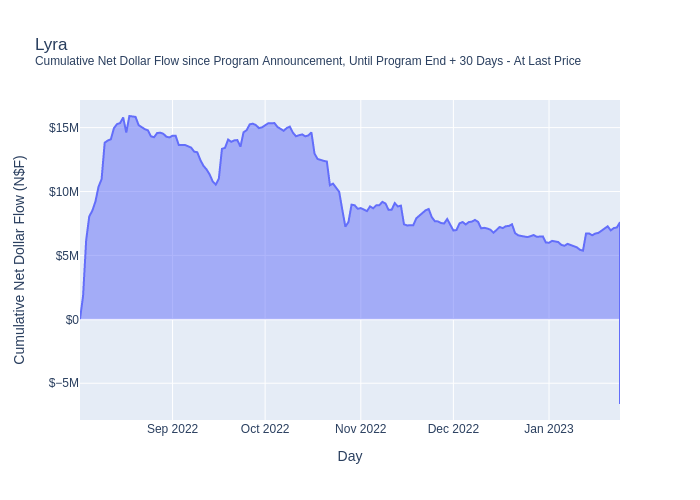 Lyra
Cumulative Net Dollar Flow since Program Announcement, Until Program End + 30 Days - At Last Price
Cumulative Net Dollar Flow (N$F)
$15M
$10M
$5M
$0
$−5M
Sep 2022
Oct 2022
Nov 2022
Dec 2022
Jan 2023
Day